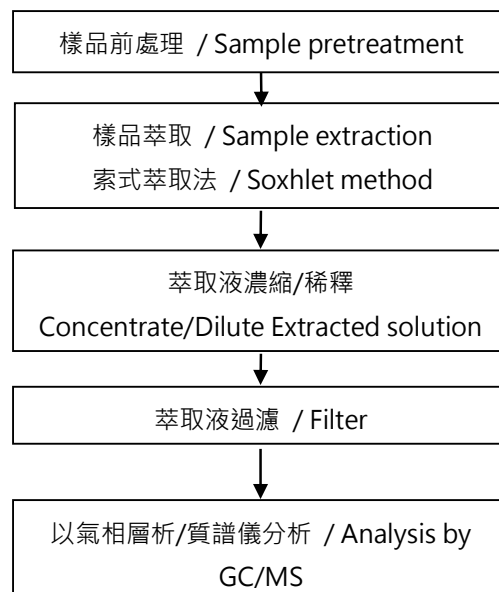 樣品前處理 / Sample pretreatment
樣品萃取 / Sample extraction
索式萃取法 / Soxhlet method
萃取液濃縮/稀釋
Concentrate/Dilute Extracted solution
萃取液過濾 / Filter
以氣相層析/質譜儀分析 / Analysis by
GC/MS